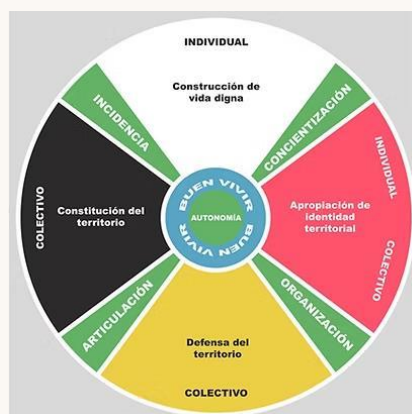 INDIVIDUAL
Construcción de
vida digna
INCIDENCIA
CONCIENTIZACIÓN
COLECTIVO
Constitución del
territorio
BUEN VIVIR
AUTONOMÍA
BUEN VIVIR
Apropiación de
identidad
territorial
INDIVIDUAL
COLECTIVO
ARTICULACIÓN
ORGANIZACIÓN
Defensa del
territorio
COLECTIVO